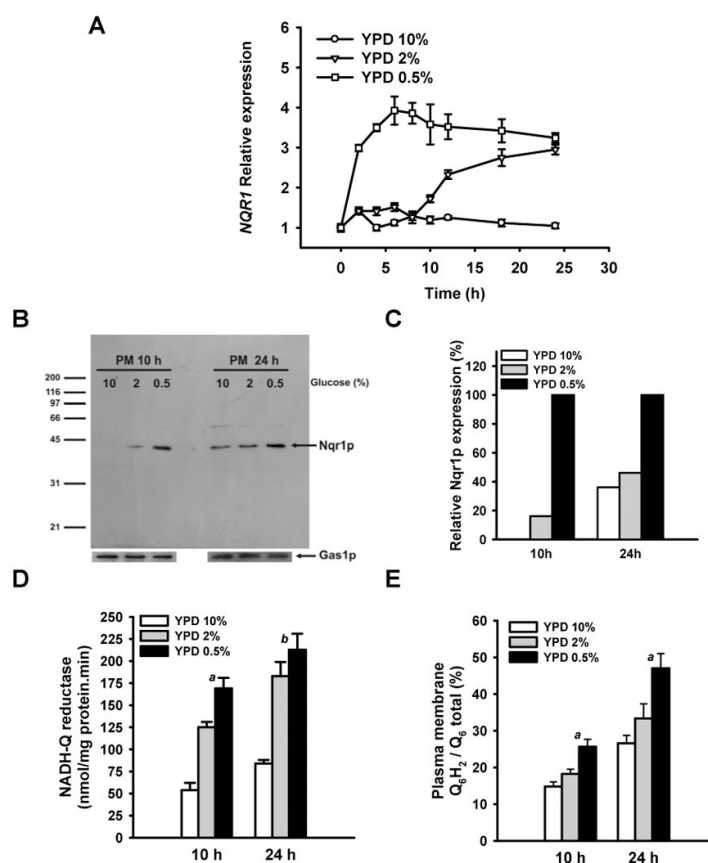 A
YPD 10%
YPD 2%
YPD 0.5%
NQR1 Relative expression
6
5
4
3
2
1
0 5 10 15 20 25 30
Time (h)
B
PM 10 h PM 24 h
10 2 0.5 10 2 0.5 Glucose (%)
200
116
97
66
45
31
21
Nqr1p
Gas1p
C
YPD 10%
YPD 2%
YPD 0.5%
Relative Nqr1p expression (%)
120
100
80
60
40
20
0
10h 24h
D
YPD 10%
YPD 2%
YPD 0.5%
NADH-Q reductase
(nmol/mg protein.min)
250
225
200
175
150
125
100
75
50
25
0
a
b
10 h 24 h
E
YPD 10%
YPD 2%
YPD 0.5%
Plasma membrane
Q6H2 / Q6 total (%)
60
50
40
30
20
10
0
a
a
10 h 24 h